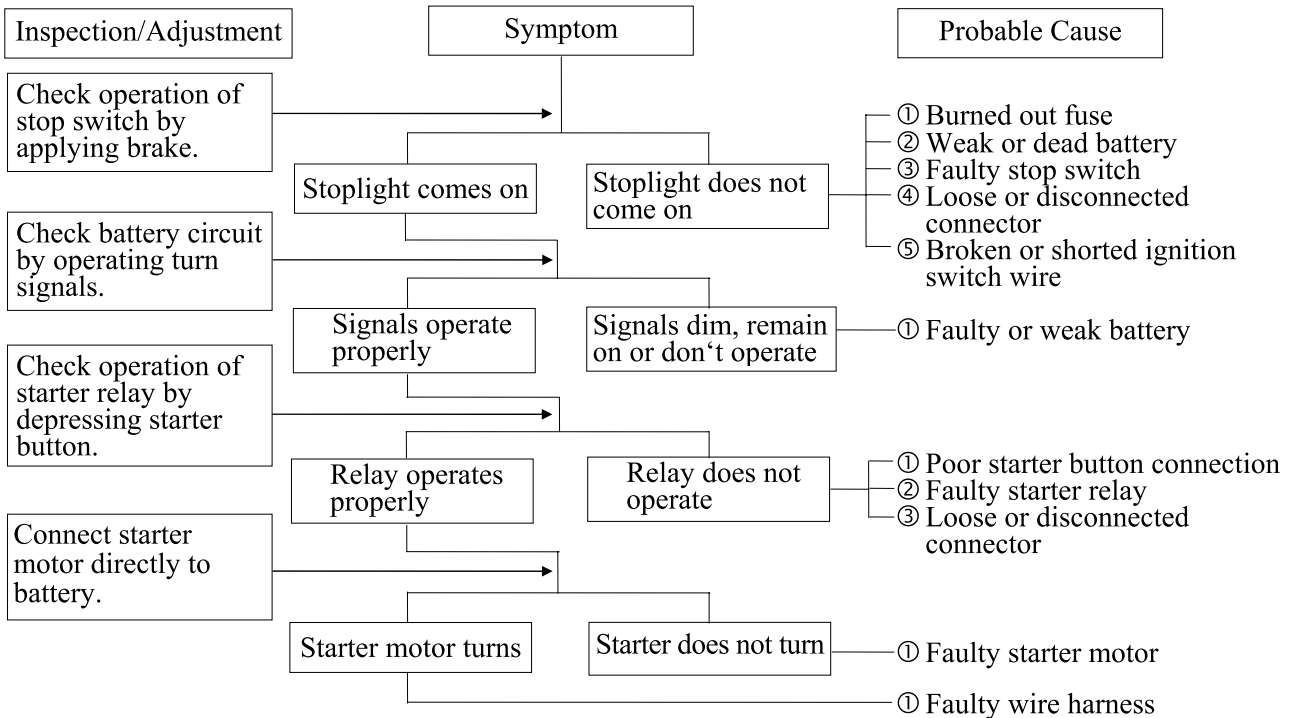 Inspection/Adjustment
Symptom
Probable Cause
Check operation of
stop switch by
applying brake.
Stoplight comes on
Stoplight does not
come on
① Burned out fuse
② Weak or dead battery
③ Faulty stop switch
④ Loose or disconnected
connector
⑤ Broken or shorted ignition
switch wire
Check battery circuit
by operating turn
signals.
Signals operate
properly
Signals dim, remain
on or don‘t operate
① Faulty or weak battery
Check operation of
starter relay by
depressing starter
button.
Relay operates
properly
Relay does not
operate
① Poor starter button connection
② Faulty starter relay
③ Loose or disconnected
connector
Connect starter
motor directly to
battery.
Starter motor turns
Starter does not turn
① Faulty starter motor
① Faulty wire harness